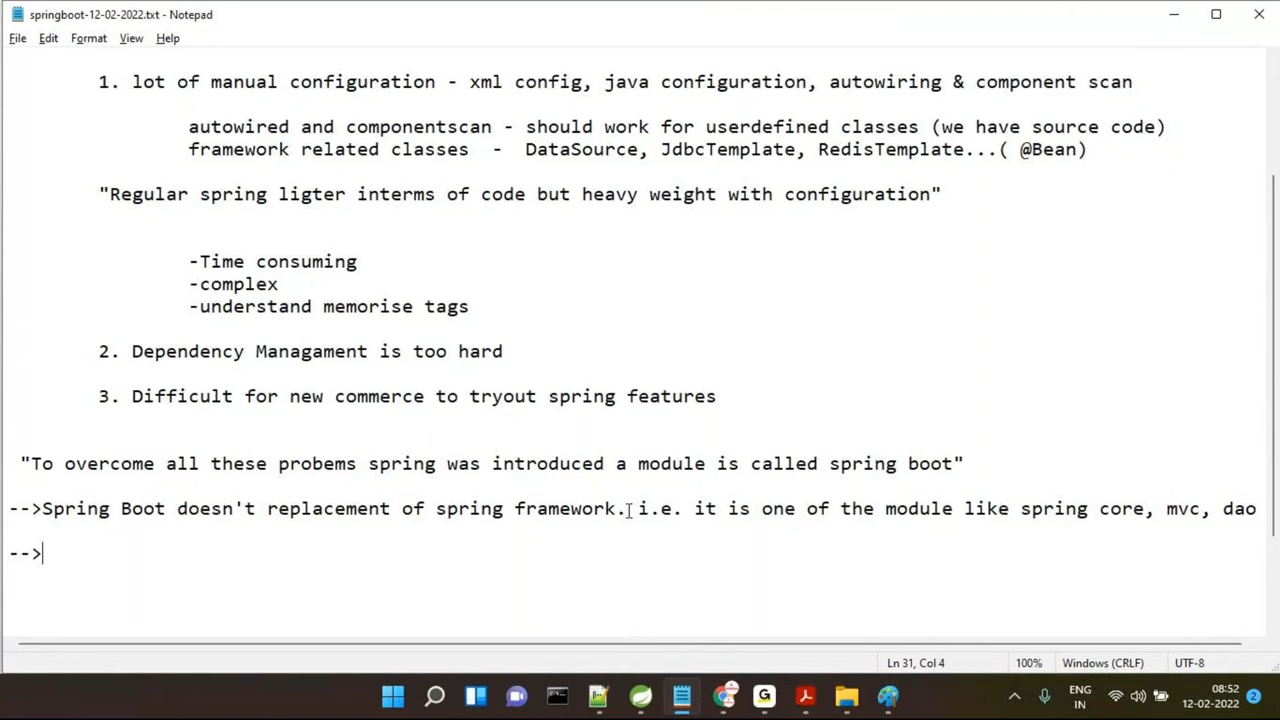 springboot-12-02-2022.txt - Notepad
File Edit Format View Help
1. lot of manual configuration - xml config, java configuration, autowiring & component scan
autowired and componentscan - should work for userdefined classes (we have source code)
framework related classes - DataSource, JdbcTemplate, RedisTemplate...( @Bean)
"Regular spring ligter interms of code but heavy weight with configuration"
-Time consuming
-complex
-understand memorise tags
2. Dependency Managament is too hard
3. Difficult for new commerce to tryout spring features
"To overcome all these probems spring was introduced a module is called spring boot"
-->Spring Boot doesn't replacement of spring framework. i.e. it is one of the module like spring core, mvc, dao
-->
Ln 31, Col 4 100% Windows (CRLF) UTF-8
G
ENG 08:52
IN 12-02-2022 2